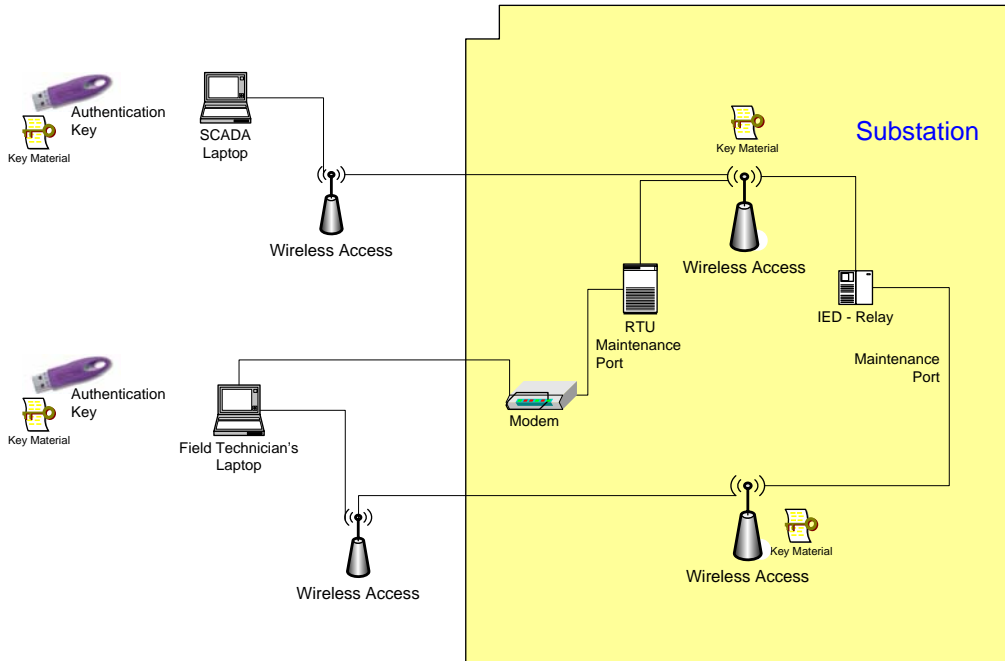 Authentication
Key
Key Material
SCADA
Laptop
Wireless Access
Key Material
Substation
Wireless Access
RTU
Maintenance
Port
IED - Relay
Maintenance
Port
Authentication
Key
Key Material
Field Technician's
Laptop
Modem
Wireless Access
Key Material
Wireless Access